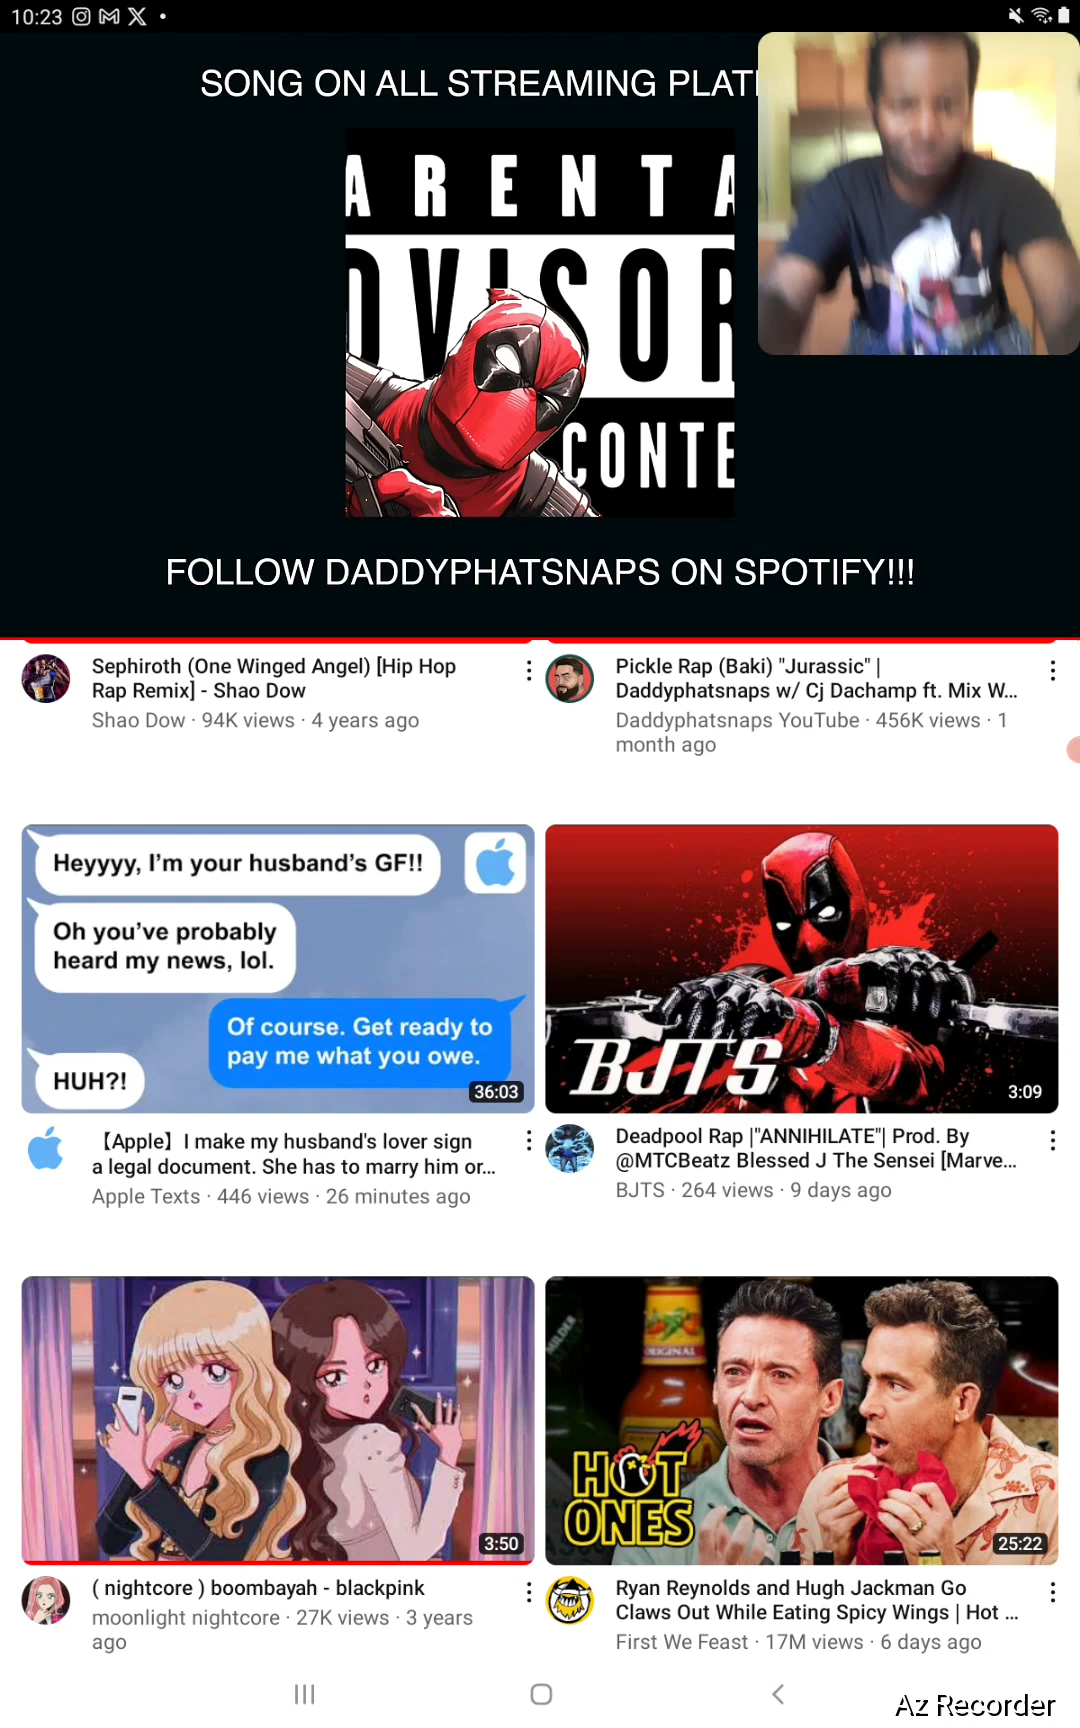 10:23
SONG ON ALL STREAMING PLAT
ARENTA
DVISOR
CONTE
FOLLOW DADDYPHATSNAPS ON SPOTIFY!!!
Sephiroth (One Winged Angel) [Hip Hop
Rap Remix] - Shao Dow
Shao Dow · 94K views · 4 years ago
Pickle Rap (Baki) "Jurassic" |
Daddyphatsnaps w/ Cj Dachamp ft. Mix W...
Daddyphatsnaps YouTube · 456K views · 1
month ago
Heyyyy, I'm your husband's GF!!
Oh you've probably
heard my news, lol.
Of course. Get ready to
pay me what you owe.
HUH?!
36:03
BJTS
3:09
【Apple】I make my husband's lover sign
a legal document. She has to marry him or...
Apple Texts · 446 views · 26 minutes ago
Deadpool Rap |"ANNIHILATE"| Prod. By
@MTCBeatz Blessed J The Sensei [Marve...
BJTS · 264 views · 9 days ago
3:50
ORIGINAL
HOT
ONES
25:22
( nightcore ) boombayah - blackpink
moonlight nightcore · 27K views · 3 years
ago
Ryan Reynolds and Hugh Jackman Go
Claws Out While Eating Spicy Wings | Hot ...
First We Feast · 17M views · 6 days ago
Az Recorder